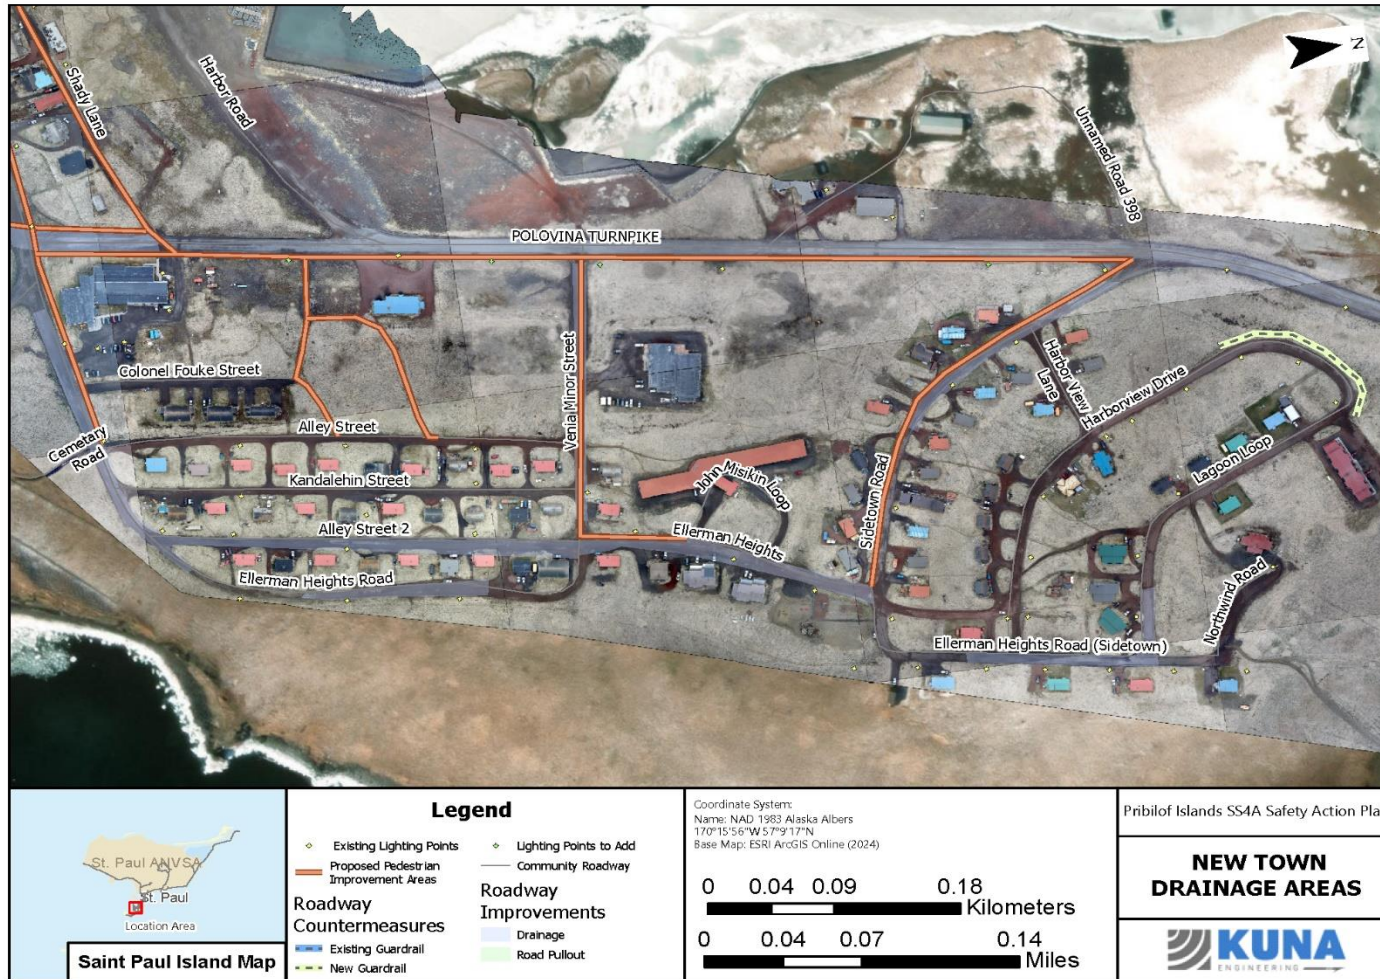 Shady Lane
Harbor Road
Unnamed Road 398
N
POLOVINA TURNPIKE
Colonel Fouke Street
Venia Minor Street
Harbor View
Lane
Harborview Drive
Alley Street
Cemetary
Road
Kandalehin Street
John Misikin Loop
Sidetown Road
Lagoon Loop
Alley Street 2
Ellerman Heights
Ellerman Heights Road
Northwind Road
Ellerman Heights Road (Sidetown)
St. Paul ANVSA
St. Paul
Location Area
Saint Paul Island Map
Legend
Existing Lighting Points
Proposed Pedestrian
Improvement Areas
Roadway
Countermeasures
Existing Guardrail
New Guardrail
Lighting Points to Add
Community Roadway
Roadway
Improvements
Drainage
Road Pullout
Coordinate System:
Name: NAD 1983 Alaska Albers
170°15'56"W 57°9'17"N
Base Map: ESRI ArcGIS Online (2024)
0 0.04 0.09 0.18
Kilometers
0 0.04 0.07 0.14
Miles
Pribilof Islands SS4A Safety Action Pla
NEW TOWN
DRAINAGE AREAS
KUNA
ENGINEERING